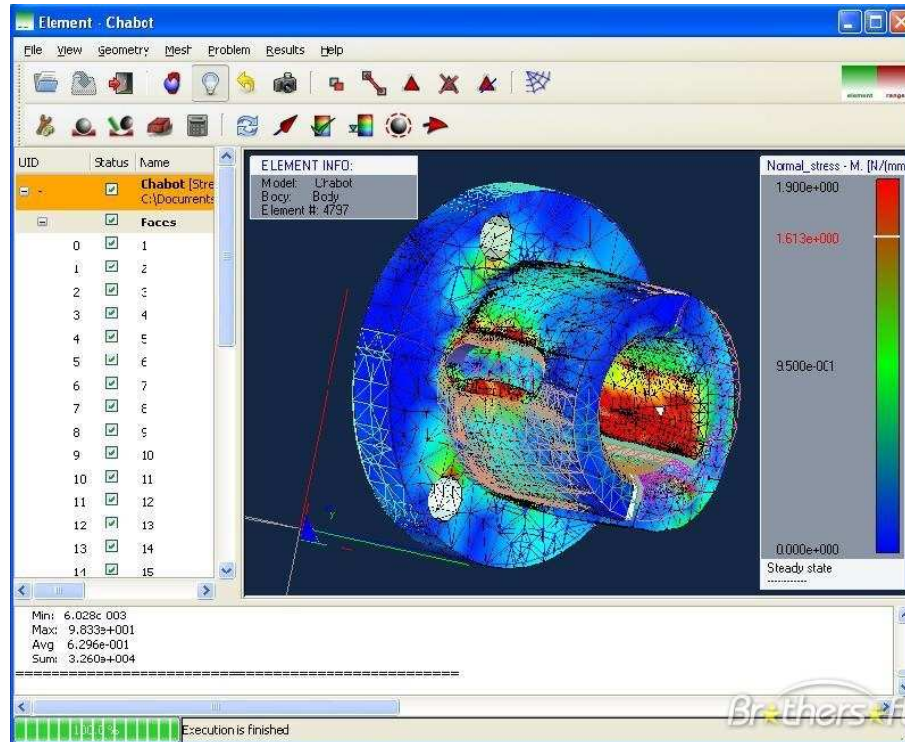 Element - Chabot
File View Geometry Mesh Problem Results Help
element range
UID Status Name
Chabot [Stre
C:\Documents
Faces
0 1
1 2
2 3
3 4
4 5
5 6
6 7
7 8
8 9
9 10
10 11
11 12
12 13
13 14
14 15
ELEMENT INFO:
Model: Chabot
Body: Body
Element #: 4797
Normal_stress - M. [N/(mm
1.900e+000
1.613e+000
9.500e-001
0.000e+000
Steady state
------------
Min: 6.028e-003
Max: 9.833e+001
Avg 6.296e-001
Sum: 3.260e+004
==================================================
100.0 %
Execution is finished
Brothers